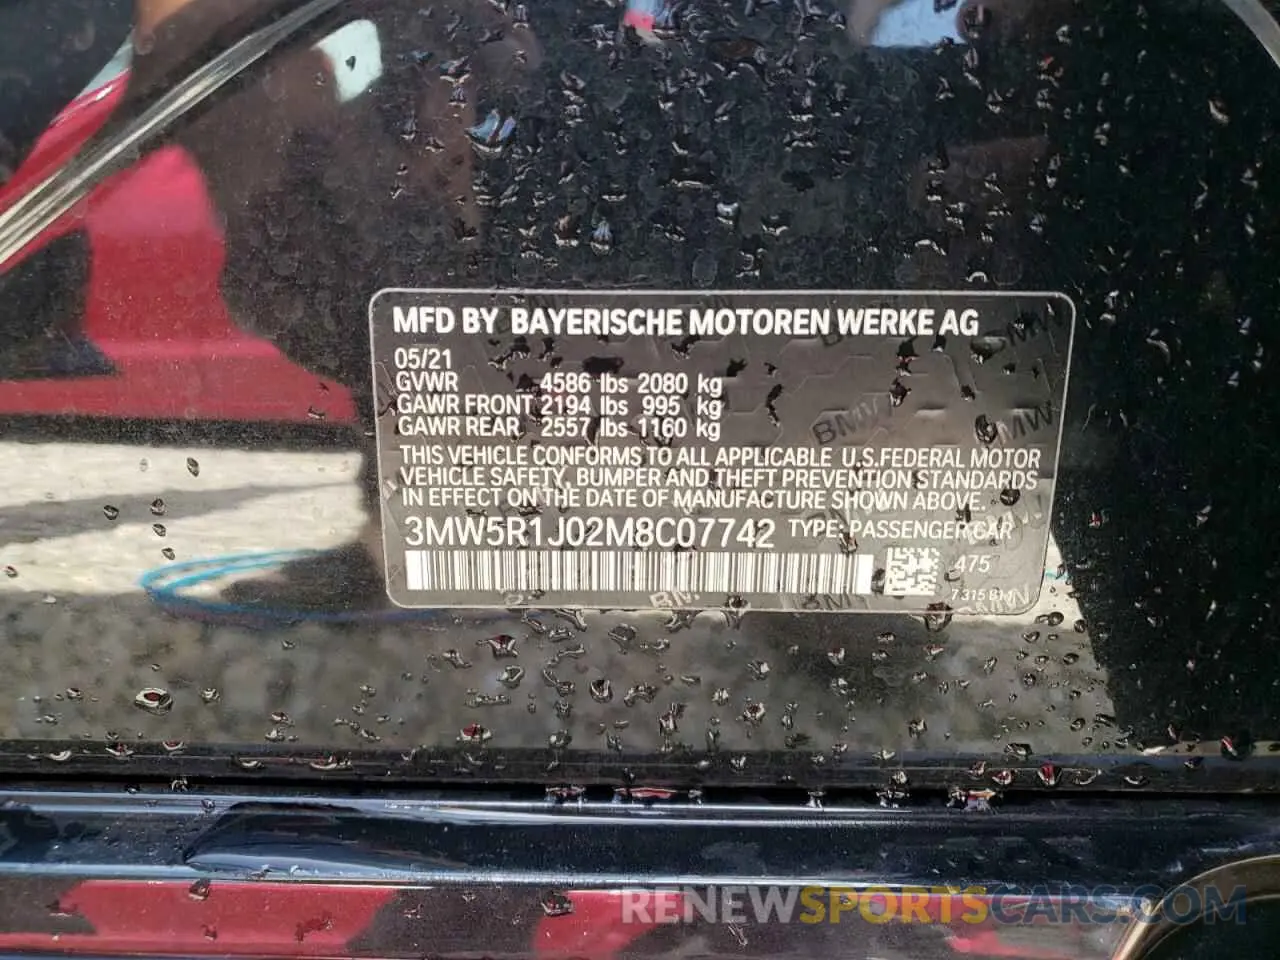 MFD BY BAYERISCHE MOTOREN WERKE AG
05/21
GVWR 4586 lbs 2080 kg
GAWR FRONT 2194 lbs 995 kg
GAWR REAR 2557 lbs 1160 kg
THIS VEHICLE CONFORMS TO ALL APPLICABLE U.S.FEDERAL MOTOR
VEHICLE SAFETY, BUMPER AND THEFT PREVENTION STANDARDS
IN EFFECT ON THE DATE OF MANUFACTURE SHOWN ABOVE.
3MW5R1J02M8C07742 TYPE: PASSENGER CAR
475
7 315
RENEWSPORTSCARS.COM